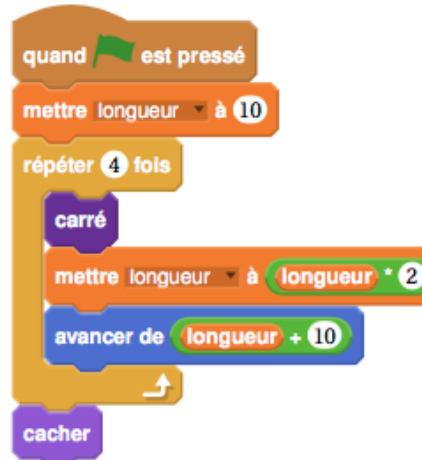 quand est pressé
mettre longueur à 10
répéter 4 fois
carré
mettre longueur à longueur * 2
avancer de longueur + 10
cacher